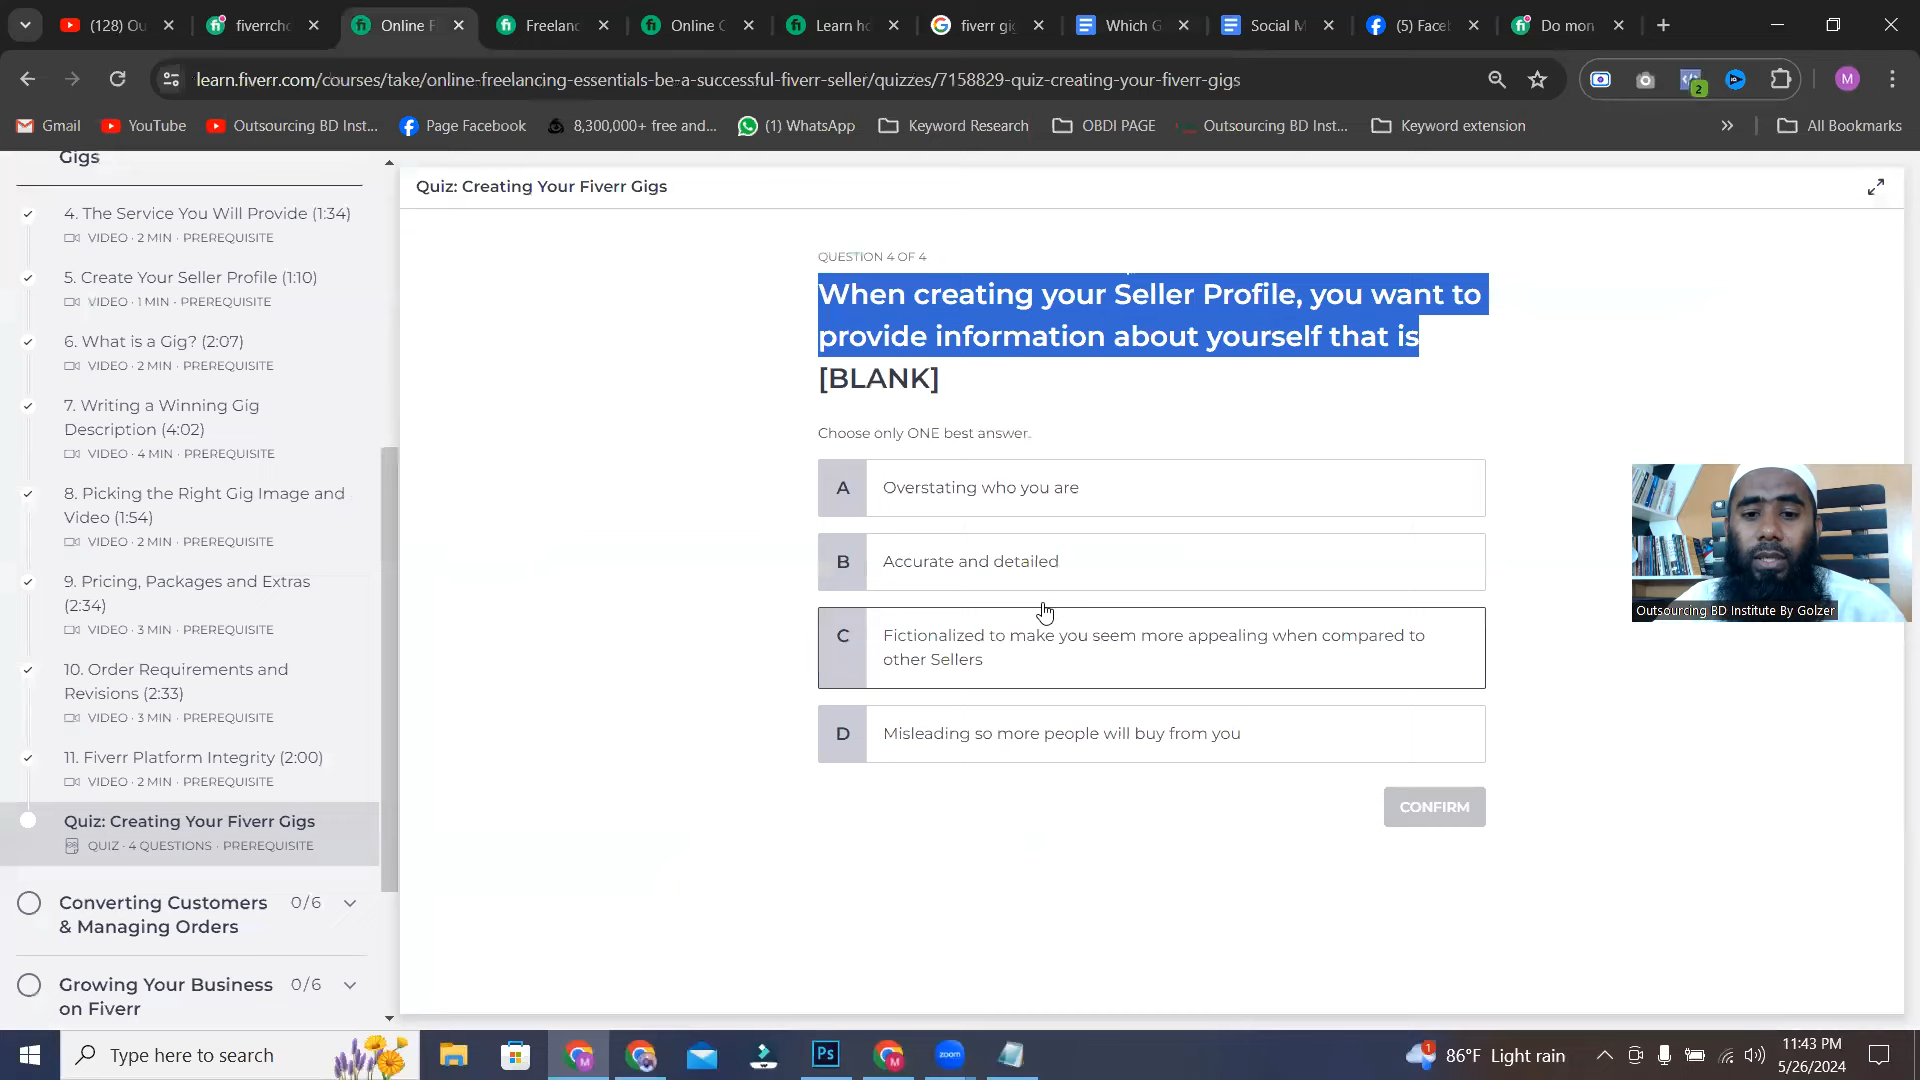 (128) Ou
fiverrcho
Online F
Freelanc
Online C
Learn ho
fiverr gig
Which G
Social M
(5) Faceb
Do mon
learn.fiverr.com/courses/take/online-freelancing-essentials-be-a-successful-fiverr-seller/quizzes/7158829-quiz-creating-your-fiverr-gigs
2
M
Gmail
YouTube
Outsourcing BD Inst...
Page Facebook
8,300,000+ free and...
(1) WhatsApp
Keyword Research
OBDI PAGE
Outsourcing BD Inst...
Keyword extension
All Bookmarks
Gigs
4. The Service You Will Provide (1:34)
VIDEO · 2 MIN · PREREQUISITE
5. Create Your Seller Profile (1:10)
VIDEO · 1 MIN · PREREQUISITE
6. What is a Gig? (2:07)
VIDEO · 2 MIN · PREREQUISITE
7. Writing a Winning Gig
Description (4:02)
VIDEO · 4 MIN · PREREQUISITE
8. Picking the Right Gig Image and
Video (1:54)
VIDEO · 2 MIN · PREREQUISITE
9. Pricing, Packages and Extras
(2:34)
VIDEO · 3 MIN · PREREQUISITE
10. Order Requirements and
Revisions (2:33)
VIDEO · 3 MIN · PREREQUISITE
11. Fiverr Platform Integrity (2:00)
VIDEO · 2 MIN · PREREQUISITE
Quiz: Creating Your Fiverr Gigs
QUIZ · 4 QUESTIONS · PREREQUISITE
Converting Customers
& Managing Orders
0/6
Growing Your Business
on Fiverr
0/6
Quiz: Creating Your Fiverr Gigs
QUESTION 4 OF 4
When creating your Seller Profile, you want to
provide information about yourself that is
[BLANK]
Choose only ONE best answer.
A
Overstating who you are
B
Accurate and detailed
C
Fictionalized to make you seem more appealing when compared to
other Sellers
D
Misleading so more people will buy from you
CONFIRM
Outsourcing BD Institute By Golzer
Type here to search
Ps
zoom
1
86°F Light rain
11:43 PM
5/26/2024